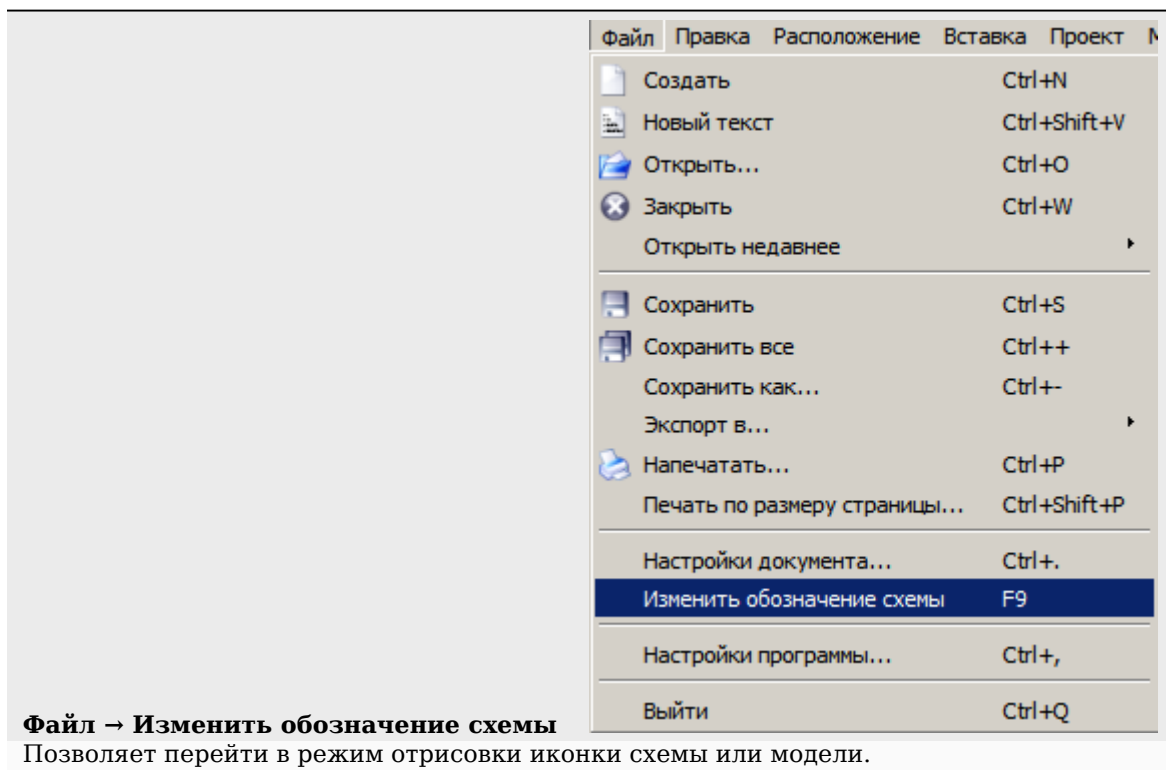 Файл Правка Расположение Вставка Проект
Создать Ctrl+N
Новый текст Ctrl+Shift+V
Открыть... Ctrl+O
Закрыть Ctrl+W
Открыть недавнее
Сохранить Ctrl+S
Сохранить все Ctrl++
Сохранить как... Ctrl+-
Экспорт в...
Напечатать... Ctrl+P
Печать по размеру страницы... Ctrl+Shift+P
Настройки документа... Ctrl+.
Изменить обозначение схемы F9
Настройки программы... Ctrl+,
Выйти Ctrl+Q
Файл → Изменить обозначение схемы
Позволяет перейти в режим отрисовки иконки схемы или модели.